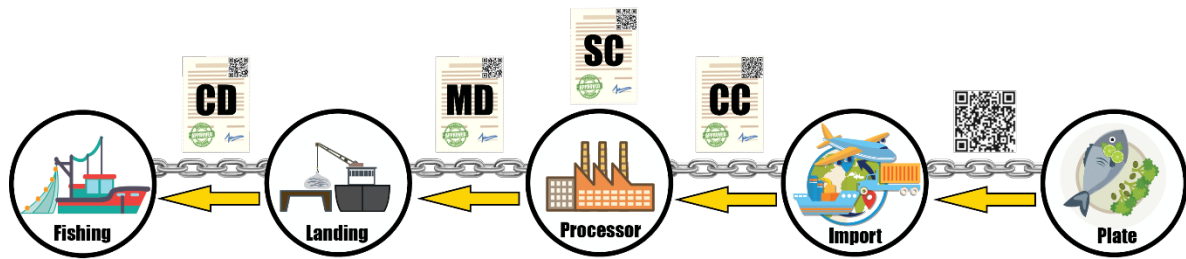 CD
MD
SC
CC
Fishing
Landing
Processor
Import
Plate